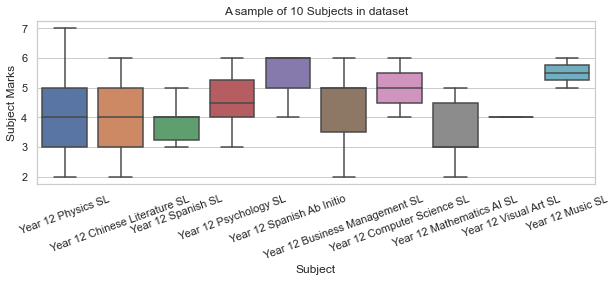 A sample of 10 Subjects in dataset
Subject Marks
7
6
5
4
3
2
Year 12 Physics SL
Year 12 Chinese Literature SL
Year 12 Spanish SL
Year 12 Psychology SL
Year 12 Spanish Ab Initio
Year 12 Business Management SL
Year 12 Computer Science SL
Year 12 Mathematics AI SL
Year 12 Visual Art SL
Year 12 Music SL
Subject